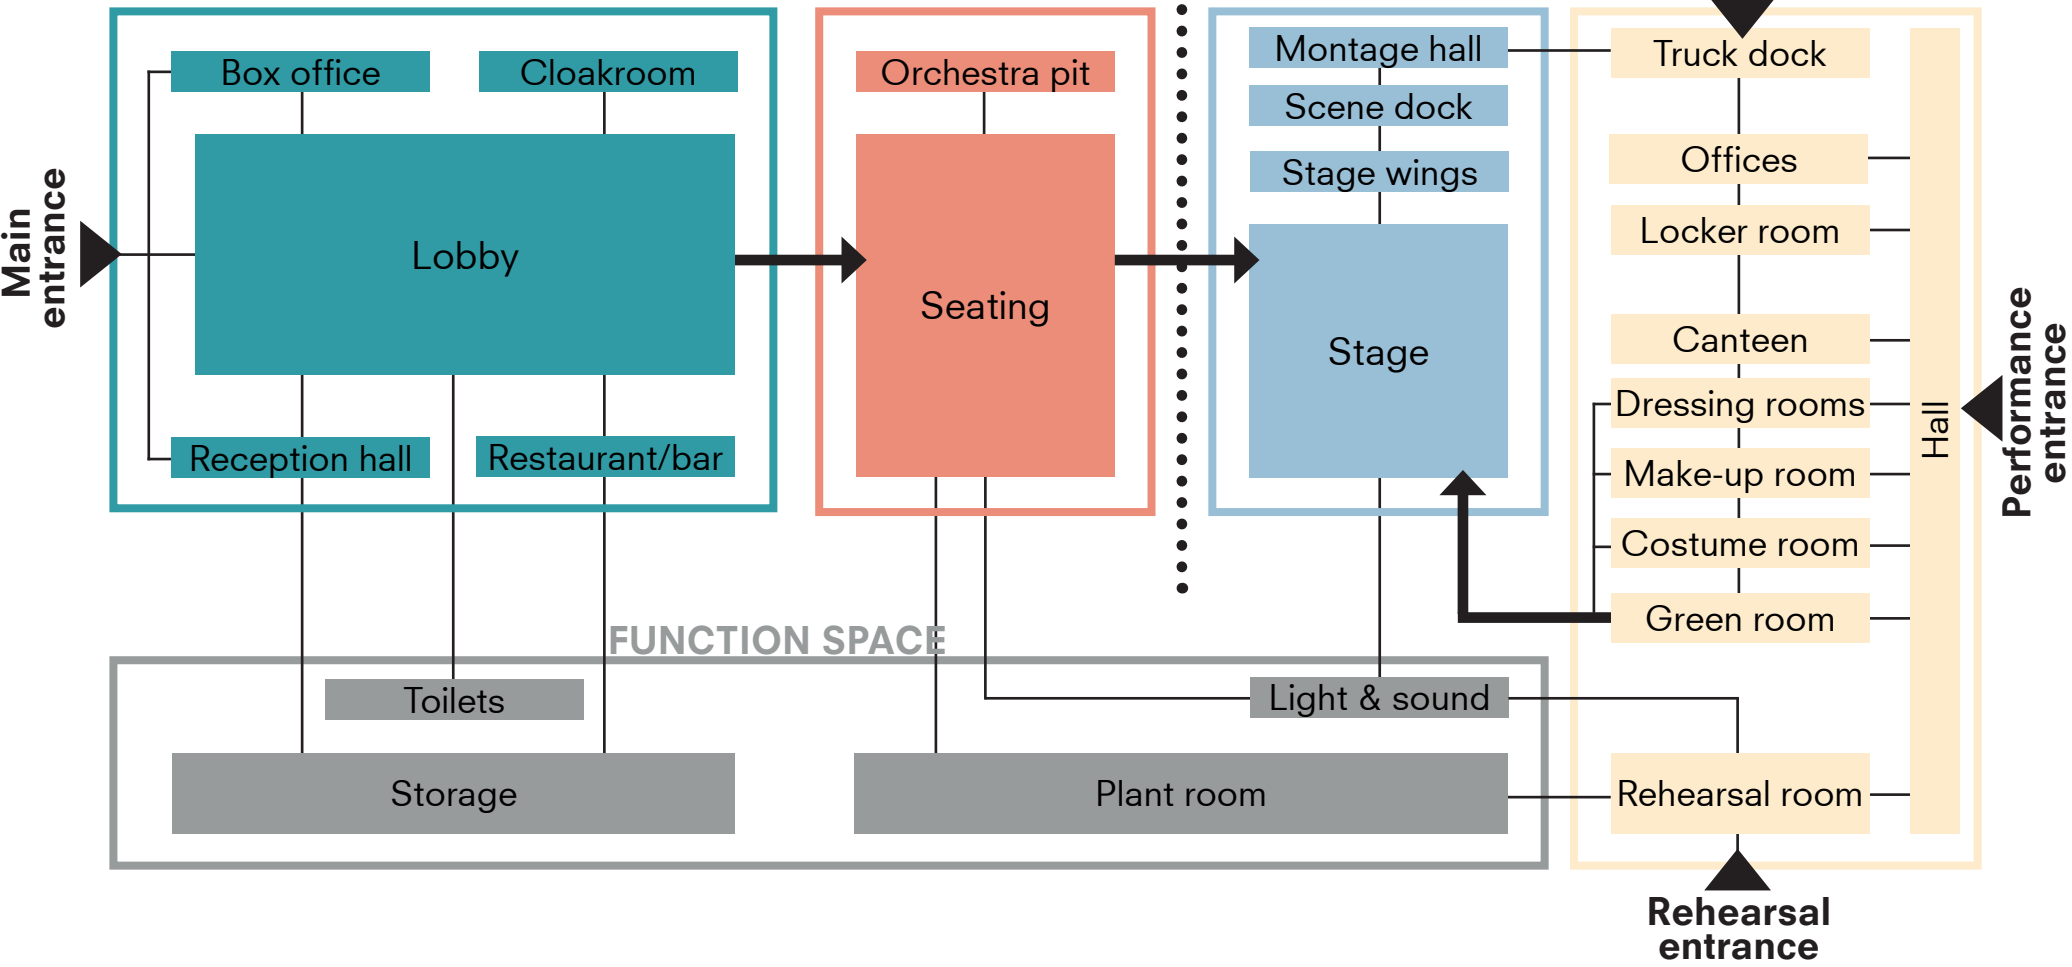 Main
entrance
Box office
Cloakroom
Lobby
Reception hall
Restaurant/bar
Orchestra pit
Seating
Montage hall
Scene dock
Stage wings
Stage
Truck dock
Offices
Locker room
Canteen
Dressing rooms
Make-up room
Costume room
Green room
Hall
Performance
entrance
FUNCTION SPACE
Toilets
Light & sound
Storage
Plant room
Rehearsal room
Rehearsal
entrance